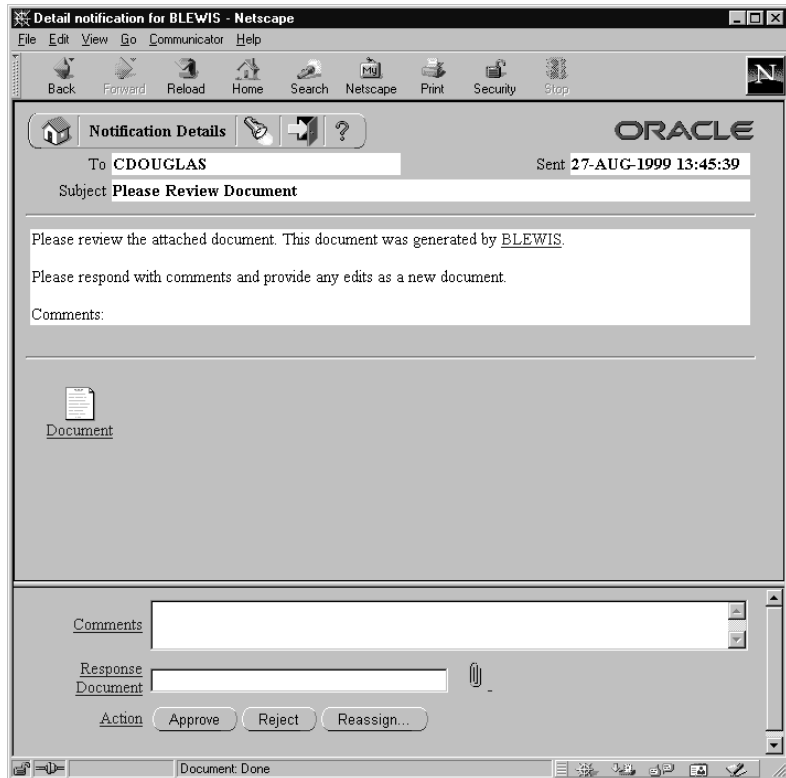 Detail notification for BLEWIS - Netscape
File Edit View Go Communicator Help
My
N
Back Forward Reload Home Search Netscape Print Security Stop
Notification Details ? ORACLE
To CDOUGLAS Sent 27-AUG-1999 13:45:39
Subject Please Review Document
Please review the attached document. This document was generated by BLEWIS.
Please respond with comments and provide any edits as a new document.
Comments:
Document
Comments
Response
Document
Action Approve Reject Reassign...
Document: Done